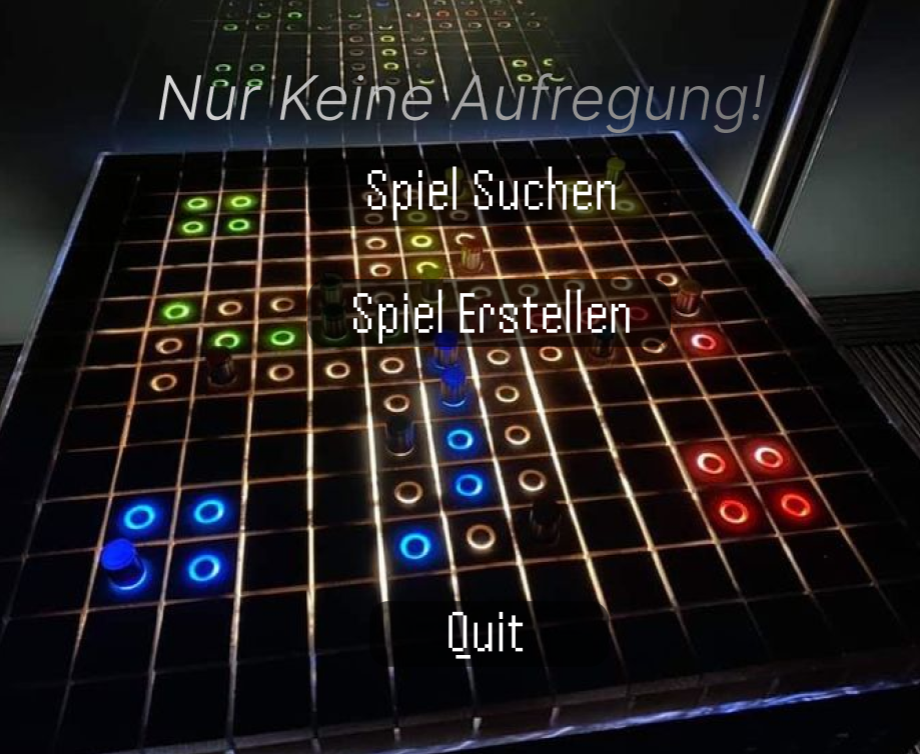 Nur Keine Aufregung!
Spiel Suchen
Spiel Erstellen
Quit